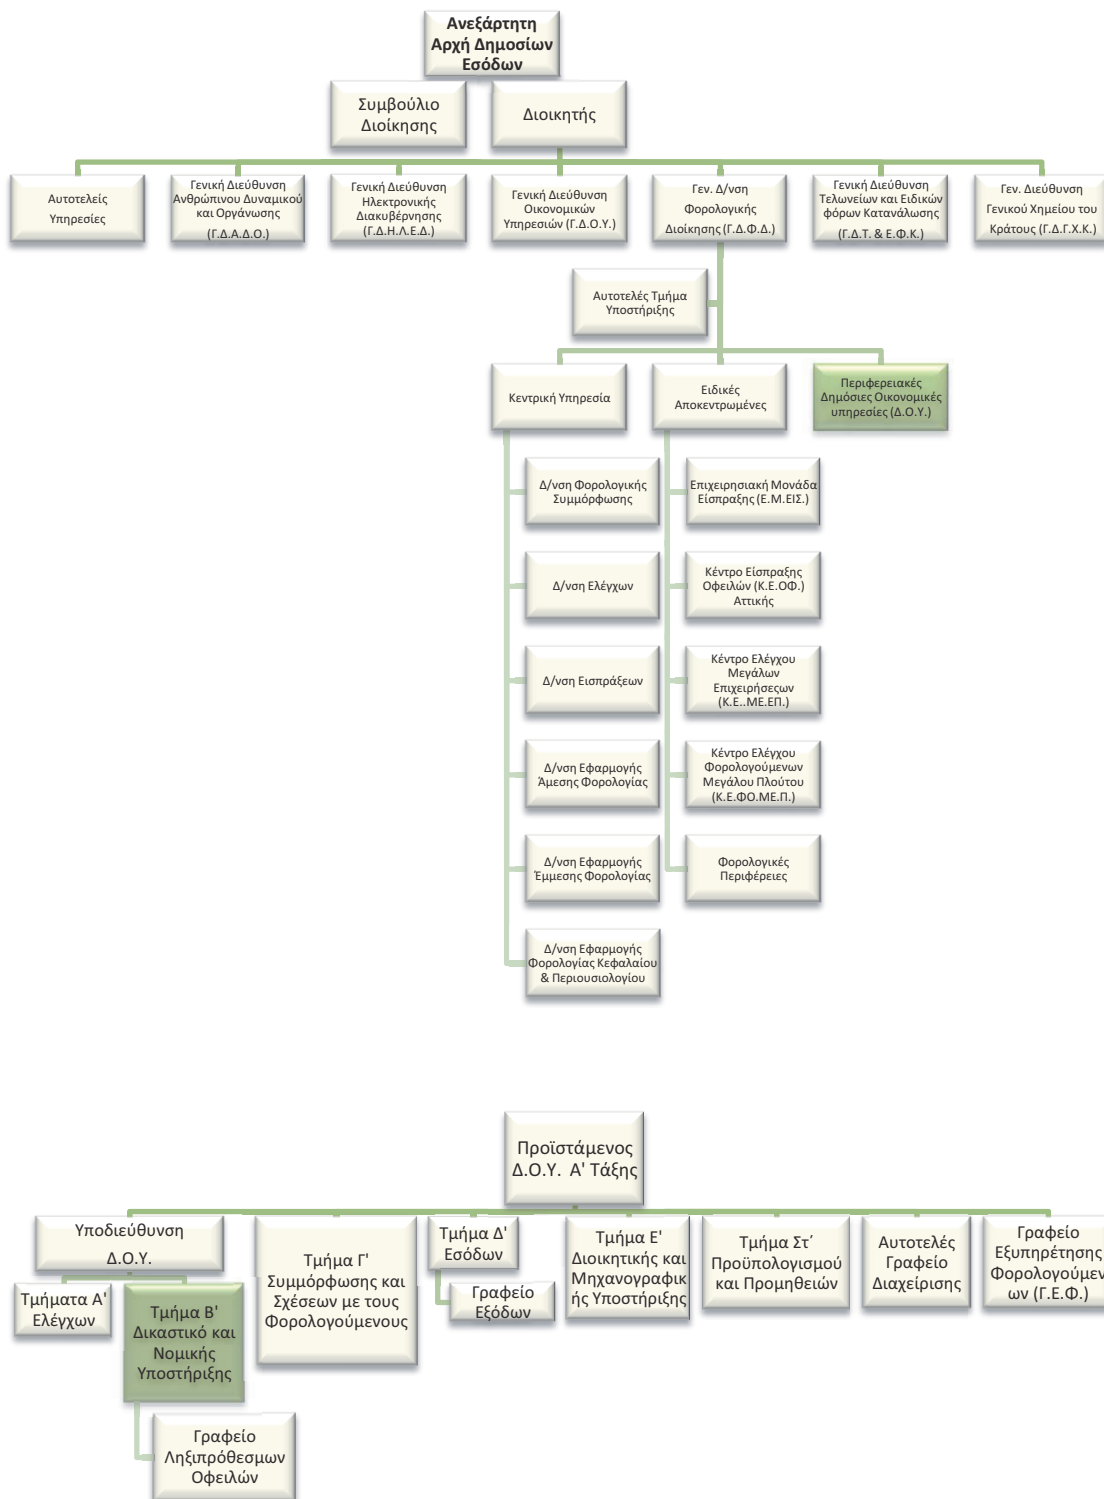 Ανεξάρτητη
Αρχή Δημοσίων
Εσόδων
Συμβούλιο
Διοίκησης
Διοικητής
Αυτοτελείς
Υπηρεσίες
Γενική Διεύθυνση
Ανθρώπινου Δυναμικού
και Οργάνωσης
(Γ.Δ.Α.Δ.Ο.)
Γενική Διεύθυνση
Ηλεκτρονικής
Διακυβέρνησης
(Γ.Δ.Η.Λ.Ε.Δ.)
Γενική Διεύθυνση
Οικονομικών
Υπηρεσιών (Γ.Δ.Ο.Υ.)
Γεν. Δ/νση
Φορολογικής
Διοίκησης (Γ.Δ.Φ.Δ.)
Γενική Διεύθυνση
Τελωνείων και Ειδικών
φόρων Κατανάλωσης
(Γ.Δ.Τ. & Ε.Φ.Κ.)
Γεν. Διεύθυνση
Γενικού Χημείου του
Κράτους (Γ.Δ.Γ.Χ.Κ.)
Αυτοτελές Τμήμα
Υποστήριξης
Κεντρική Υπηρεσία
Ειδικές
Αποκεντρωμένες
Περιφερειακές
Δημόσιες Οικονομικές
υπηρεσίες (Δ.Ο.Υ.)
Δ/νση Φορολογικής
Συμμόρφωσης
Δ/νση Ελέγχων
Δ/νση Εισπράξεων
Δ/νση Εφαρμογής
Άμεσης Φορολογίας
Δ/νση Εφαρμογής
Έμμεσης Φορολογίας
Δ/νση Εφαρμογής
Φορολογίας Κεφαλαίου
& Περιουσιολογίου
Επιχειρησιακή Μονάδα
Είσπραξης (Ε.Μ.ΕΙΣ.)
Κέντρο Είσπραξης
Οφειλών (Κ.Ε.ΟΦ.)
Αττικής
Κέντρο Ελέγχου
Μεγάλων
Επιχειρήσεςων
(Κ.Ε..ΜΕ.ΕΠ.)
Κέντρο Ελέγχου
Φορολογούμενων
Μεγάλου Πλούτου
(Κ.Ε.ΦΟ.ΜΕ.Π.)
Φορολογικές
Περιφέρειες
Προϊστάμενος
Δ.Ο.Υ. Α' Τάξης
Υποδιεύθυνση
Δ.Ο.Υ.
Τμήματα Α'
Ελέγχων
Τμήμα Β'
Δικαστικό και
Νομικής
Υποστήριξης
Γραφείο
Ληξιπρόθεσμων
Οφειλών
Τμήμα Γ'
Συμμόρφωσης και
Σχέσεων με τους
Φορολογούμενους
Τμήμα Δ'
Εσόδων
Γραφείο
Εξόδων
Τμήμα Ε'
Διοικητικής και
Μηχανογραφικ
ής Υποστήριξης
Τμήμα Στ΄
Προϋπολογισμού
και Προμηθειών
Αυτοτελές
Γραφείο
Διαχείρισης
Γραφείο
Εξυπηρέτησης
Φορολογούμεν
ων (Γ.Ε.Φ.)